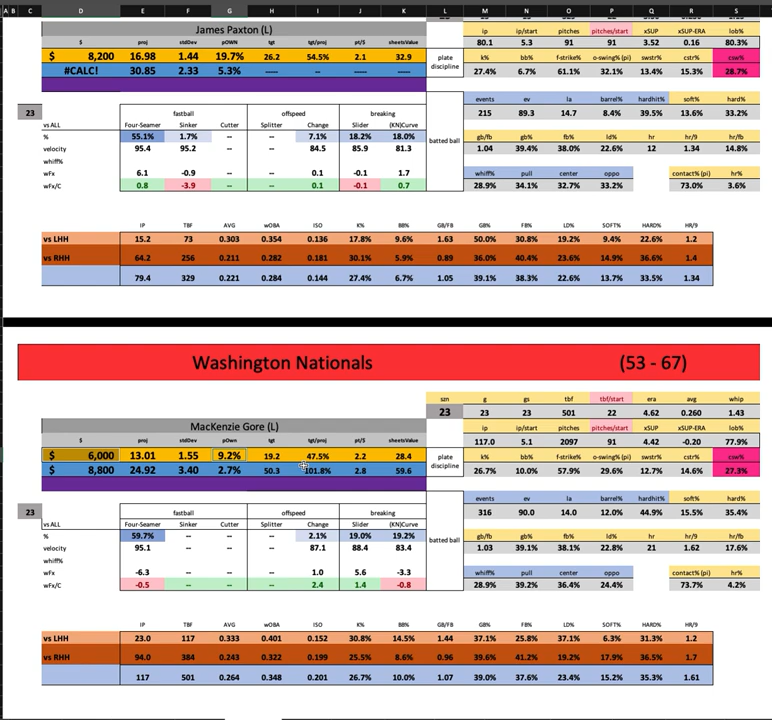 A B C D E F G H I J K L M N O P Q R S T
James Paxton (L)
$ proj stdDev pOWN tgt tgt/proj pt/$ sheetsValue
$ 8,200 16.98 1.44 19.7% 26.2 54.5% 2.1 32.9
#CALC! 30.85 2.33 5.3%
ip ip/start pitches pitches/start xSUP xSUP-ERA lob%
80.1 5.3 91 91 3.52 0.16 80.3%
plate discipline
k% bb% f-strike% o-swing% (pi) swstr% cstr% csw%
27.4% 6.7% 61.1% 32.1% 13.4% 15.3% 28.7%
23
fastball offspeed breaking
vs ALL Four-Seamer Sinker Cutter Splitter Change Slider (KN)Curve
% 55.1% 1.7% -- -- 7.1% 18.2% 18.0%
velocity 95.4 95.2 -- -- 84.5 85.9 81.3
whiff%
wFx 6.1 -0.9 -- -- 0.1 -0.1 1.7
wFx/C 0.8 -3.9 -- -- 0.1 -0.1 0.7
batted ball
events ev la barrel% hardhit% soft% hard%
215 89.3 14.7 8.4% 39.5% 13.6% 33.2%
gb/fb gb% fb% ld% hr hr/9 hr/fb
1.04 39.4% 38.0% 22.6% 12 1.34 14.8%
whiff% pull center oppo contact% (pi) hr%
28.9% 34.1% 32.7% 33.2% 73.0% 3.6%
IP TBF AVG wOBA ISO K% BB% GB/FB GB% FB% LD% SOFT% HARD% HR/9
vs LHH 15.2 73 0.303 0.354 0.136 17.8% 9.6% 1.63 50.0% 30.8% 19.2% 9.4% 22.6% 1.2
vs RHH 64.2 256 0.211 0.282 0.181 30.1% 5.9% 0.89 36.0% 40.4% 23.6% 14.9% 36.6% 1.4
79.4 329 0.221 0.284 0.144 27.4% 6.7% 1.05 39.1% 38.3% 22.6% 13.7% 33.5% 1.34
Washington Nationals (53 - 67)
szn g gs tbf tbf/start era avg whip
23 23 23 501 22 4.62 0.260 1.43
MacKenzie Gore (L)
$ proj stdDev pOwn tgt tgt/proj pt/$ sheetsValue
$ 6,000 13.01 1.55 9.2% 19.2 47.5% 2.2 28.4
$ 8,800 24.92 3.40 2.7% 50.3 101.8% 2.8 59.6
ip ip/start pitches pitches/start xSUP xSUP-ERA lob%
117.0 5.1 2097 91 4.42 -0.20 77.9%
plate discipline
k% bb% f-strike% o-swing% (pi) swstr% cstr% csw%
26.7% 10.0% 57.9% 29.6% 12.7% 14.6% 27.3%
23
fastball offspeed breaking
vs ALL Four-Seamer Sinker Cutter Splitter Change Slider (KN)Curve
% 59.7% -- -- -- 2.1% 19.0% 19.2%
velocity 95.1 -- -- -- 87.1 88.4 83.4
whiff%
wFx -6.3 -- -- -- 1.0 5.6 -3.3
wFx/C -0.5 -- -- -- 2.4 1.4 -0.8
batted ball
events ev la barrel% hardhit% soft% hard%
316 90.0 14.0 12.0% 44.9% 15.5% 35.4%
gb/fb gb% fb% ld% hr hr/9 hr/fb
1.03 39.1% 38.1% 22.8% 21 1.62 17.6%
whiff% pull center oppo contact% (pi) hr%
28.9% 39.2% 36.4% 24.4% 73.7% 4.2%
IP TBF AVG wOBA ISO K% BB% GB/FB GB% FB% LD% SOFT% HARD% HR/9
vs LHH 23.0 117 0.333 0.401 0.152 30.8% 14.5% 1.44 37.1% 25.8% 37.1% 6.3% 31.3% 1.2
vs RHH 94.0 384 0.243 0.322 0.199 25.5% 8.6% 0.96 39.6% 41.2% 19.2% 17.9% 36.5% 1.7
117 501 0.264 0.348 0.201 26.7% 10.0% 1.07 39.0% 37.6% 23.4% 15.2% 35.3% 1.61